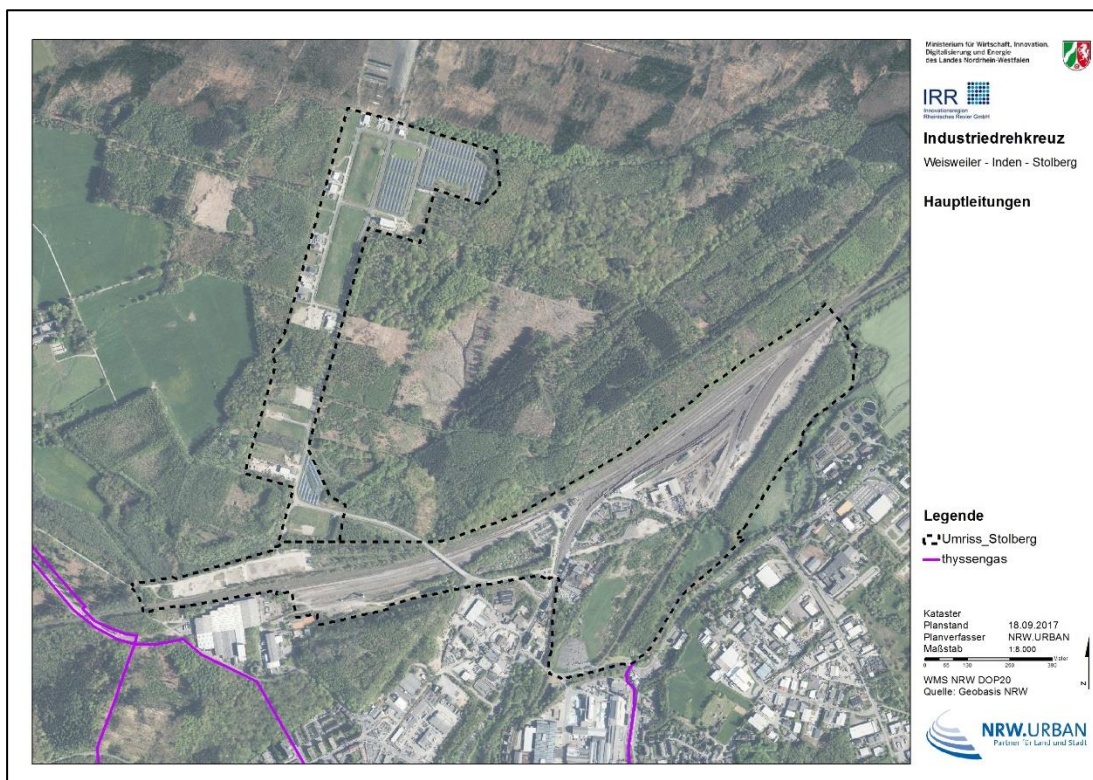 Ministerium für Wirtschaft, Innovation,
Digitalisierung und Energie
des Landes Nordrhein-Westfalen
IRR
Innovationsregion
Rheinisches Revier GmbH
Industriedrehkreuz
Weisweiler - Inden - Stolberg
Hauptleitungen
Legende
Umriss_Stolberg
thyssengas
Kataster
Planstand 18.09.2017
Planverfasser NRW.URBAN
Maßstab 1:8.000
Meter
WMS NRW DOP20
Quelle: Geobasis NRW
N
NRW.URBAN
Partner für Land und Stadt